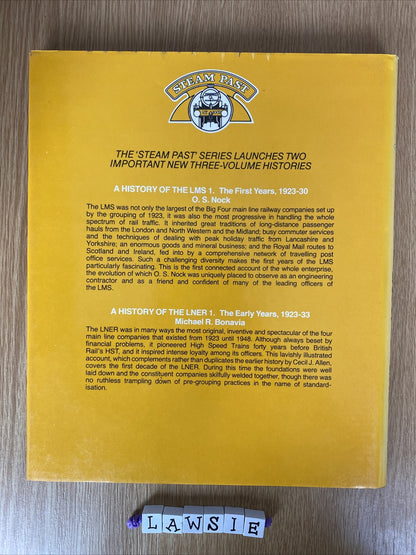 STEAM PAST
THE 'STEAM PAST' SERIES LAUNCHES TWO
IMPORTANT NEW THREE-VOLUME HISTORIES
A HISTORY OF THE LMS 1. The First Years, 1923-30
O. S. Nock
The LMS was not only the largest of the Big Four main line railway companies set up
by the grouping of 1923, it was also the most progressive in handling the whole
spectrum of rail traffic. It inherited great traditions of long-distance passenger
hauls from the London and North Western and the Midland; busy commuter services
and the techniques of dealing with peak holiday traffic from Lancashire and
Yorkshire; an enormous goods and mineral business; and the Royal Mail routes to
Scotland and Ireland, fed into by a comprehensive network of travelling post
office services. Such a challenging diversity makes the first years of the LMS
particularly fascinating. This is the first connected account of the whole enterprise,
the evolution of which O. S. Nock was uniquely placed to observe as an engineering
contractor and as a friend and confident of many of the leading officers of
the LMS.
A HISTORY OF THE LNER 1. The Early Years, 1923-33
Michael R. Bonavia
The LNER was in many ways the most original, inventive and spectacular of the four
main line companies that existed from 1923 until 1948. Although always beset by
financial problems, it pioneered High Speed Trains forty years before British
Rail's HST, and it inspired intense loyalty among its officers. This lavishly illustrated
account, which complements rather than duplicates the earlier history by Cecil J. Allen,
covers the first decade of the LNER. During this time the foundations were well
laid down and the constituent companies skilfully welded together, though there was
no ruthless trampling down of pre-grouping practices in the name of standard-
isation.
LAWSIE